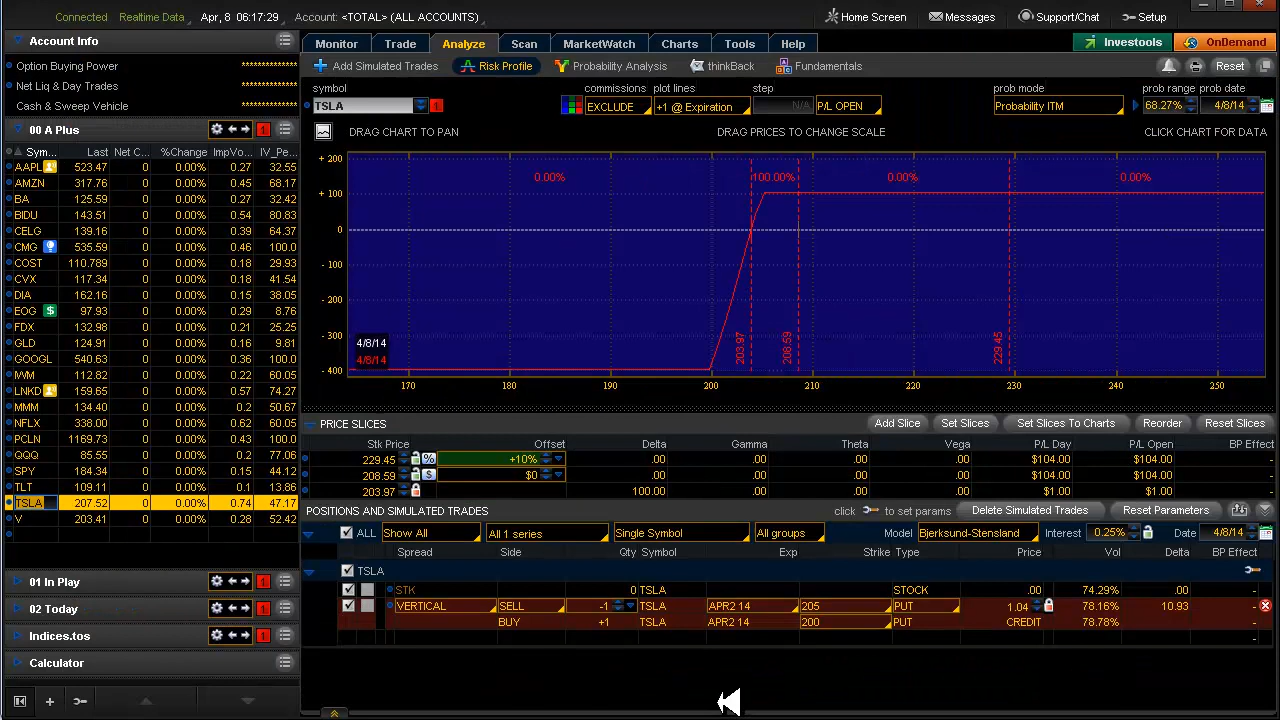 Connected Realtime Data Apr, 8 06:17:29 Account: <TOTAL> (ALL ACCOUNTS) Home Screen Messages Support/Chat Setup
Account Info
Option Buying Power **************
Net Liq & Day Trades **************
Cash & Sweep Vehicle **************
00 A Plus 1
Sym... Last Net C... %Change ImpVo... IV_Pe...
AAPL 523.47 0 0.00% 0.27 32.55
AMZN 317.76 0 0.00% 0.45 68.17
BA 125.59 0 0.00% 0.27 32.42
BIDU 143.51 0 0.00% 0.54 80.83
CELG 139.16 0 0.00% 0.39 64.37
CMG 535.59 0 0.00% 0.46 100.0
COST 110.789 0 0.00% 0.18 29.93
CVX 117.34 0 0.00% 0.18 41.54
DIA 162.16 0 0.00% 0.15 38.05
EOG $ 97.93 0 0.00% 0.29 8.76
FDX 132.98 0 0.00% 0.21 25.25
GLD 124.91 0 0.00% 0.16 9.81
GOOGL 540.63 0 0.00% 0.36 100.0
IWM 112.82 0 0.00% 0.22 60.05
LNKD 159.65 0 0.00% 0.57 74.27
MMM 134.40 0 0.00% 0.2 50.67
NFLX 338.00 0 0.00% 0.62 60.05
PCLN 1169.73 0 0.00% 0.43 100.0
QQQ 85.55 0 0.00% 0.2 77.06
SPY 184.34 0 0.00% 0.15 44.12
TLT 109.11 0 0.00% 0.1 13.86
TSLA 207.52 0 0.00% 0.74 47.17
V 203.41 0 0.00% 0.28 52.42
01 In Play 1
02 Today 1
Indices.tos 1
Calculator
Monitor Trade Analyze Scan MarketWatch Charts Tools Help Investools OnDemand
Add Simulated Trades Risk Profile Probability Analysis thinkBack Fundamentals Reset
symbol commissions plot lines step prob mode prob range prob date
TSLA 1 EXCLUDE +1 @ Expiration N/A P/L OPEN Probability ITM 68.27% 4/8/14
DRAG CHART TO PAN DRAG PRICES TO CHANGE SCALE CLICK CHART FOR DATA
+ 200
0.00% 100.00% 0.00% 0.00%
+ 100
0
- 100
- 200
- 300
- 400
203.97 208.59 229.45
4/8/14
4/8/14
170 180 190 200 210 220 230 240 250
PRICE SLICES Add Slice Set Slices Set Slices To Charts Reorder Reset Slices
Stk Price Offset Delta Gamma Theta Vega P/L Day P/L Open BP Effect
229.45 % +10% .00 .00 .00 .00 $104.00 $104.00
208.59 $ $0 .00 .00 .00 .00 $104.00 $104.00
203.97 100.00 .00 .00 .00 $1.00 $1.00
POSITIONS AND SIMULATED TRADES click to set params Delete Simulated Trades Reset Parameters
ALL Show All All 1 series Single Symbol All groups Model Bjerksund-Stensland Interest 0.25% Date 4/8/14
Spread Side Qty Symbol Exp Strike Type Price Vol Delta BP Effect
TSLA
STK 0 TSLA STOCK .00 74.29% .00 -
VERTICAL SELL -1 TSLA APR2 14 205 PUT 1.04 78.16% 10.93 -
BUY +1 TSLA APR2 14 200 PUT CREDIT 78.78% -
-